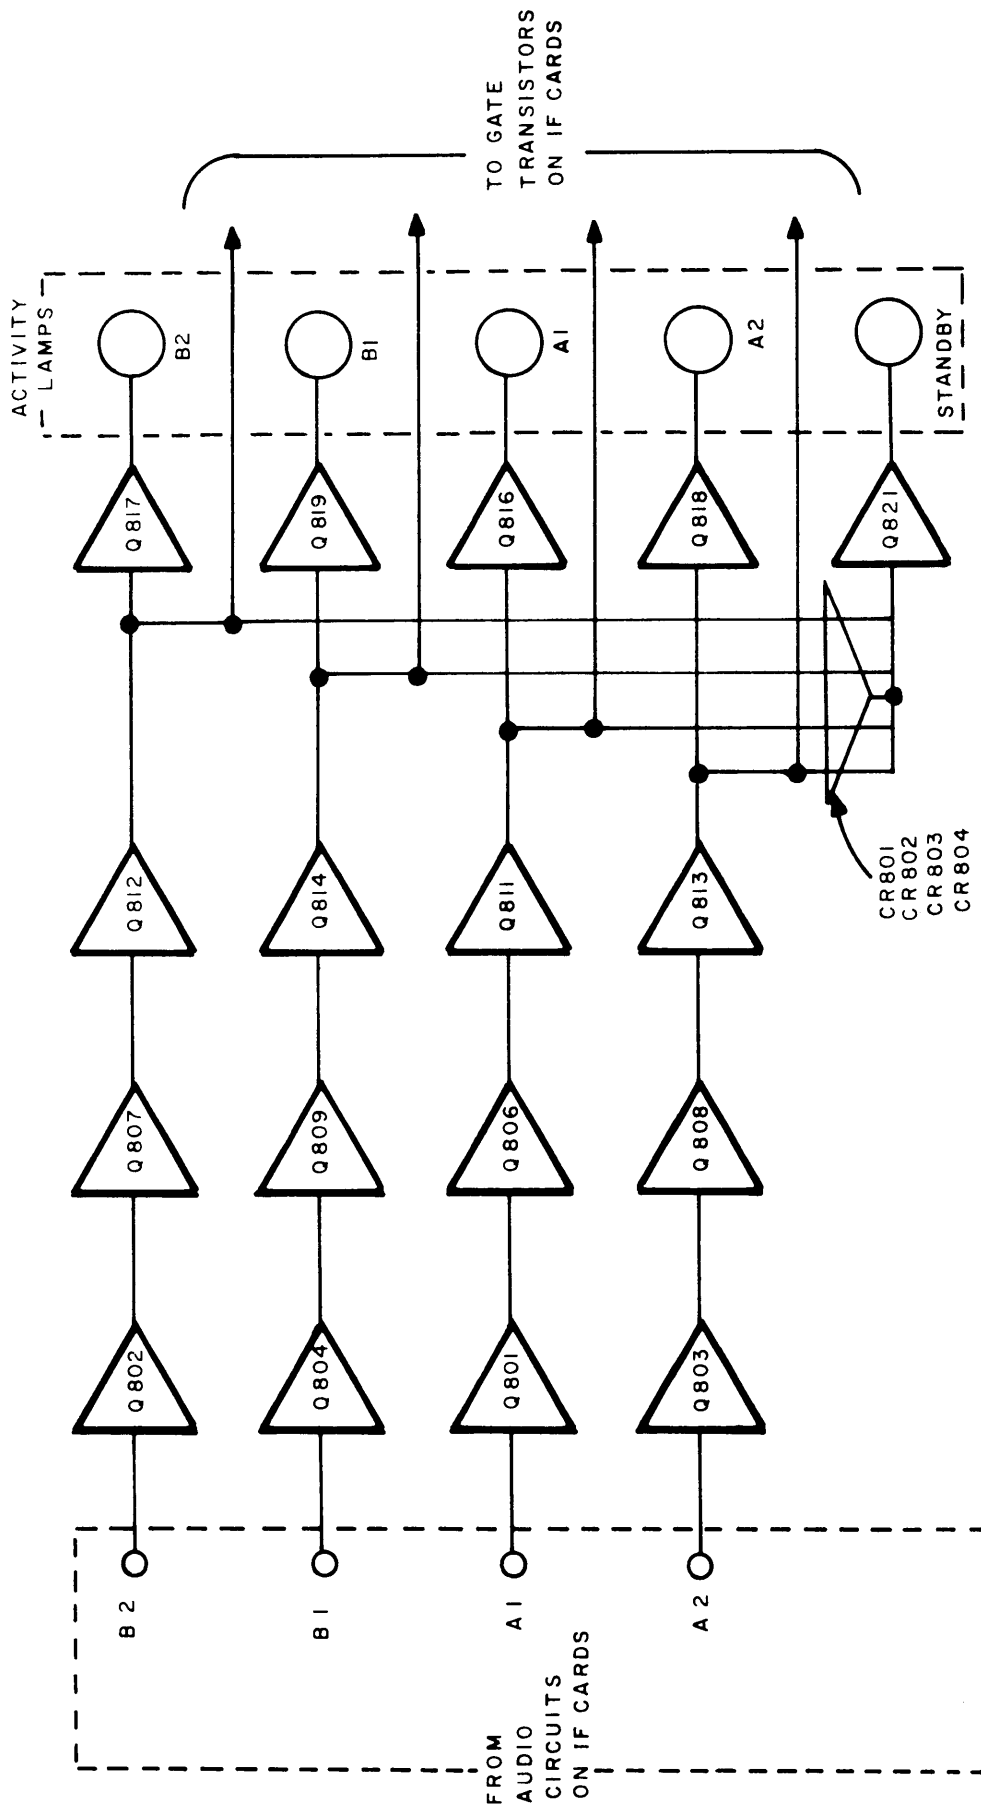 FROM
AUDIO
CIRCUITS
ON IF CARDS
B2
Q802
Q807
Q812
Q817
B2
B1
Q804
Q809
Q814
Q819
B1
A1
Q801
Q806
Q811
Q816
A1
A2
Q803
Q808
Q813
Q818
A2
CR801
CR802
CR803
CR804
Q821
STANDBY
ACTIVITY
LAMPS
TO GATE
TRANSISTORS
ON IF CARDS